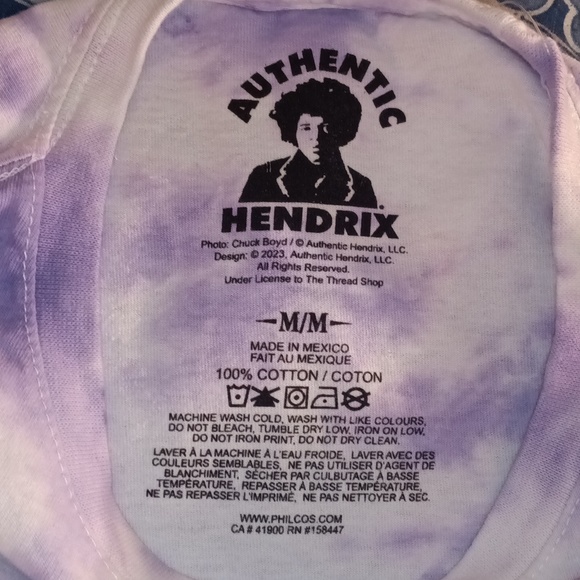 AUTHENTIC
HENDRIX
Photo: Chuck Boyd / © Authentic Hendrix, LLC.
Design: © 2023, Authentic Hendrix, LLC.
All Rights Reserved.
Under License to The Thread Shop
M/M
MADE IN MEXICO
FAIT AU MEXIQUE
100% COTTON / COTON
MACHINE WASH COLD, WASH WITH LIKE COLOURS,
DO NOT BLEACH, TUMBLE DRY LOW, IRON ON LOW,
DO NOT IRON PRINT, DO NOT DRY CLEAN.
LAVER À LA MACHINE À L'EAU FROIDE, LAVER AVEC DES
COULEURS SEMBLABLES, NE PAS UTILISER D'AGENT DE
BLANCHIMENT, SÉCHER PAR CULBUTAGE À BASSE
TEMPÉRATURE, REPASSER À BASSE TEMPÉRATURE,
NE PAS REPASSER L'IMPRIMÉ, NE PAS NETTOYER À SEC.
WWW.PHILCOS.COM
CA # 41900 RN #158447